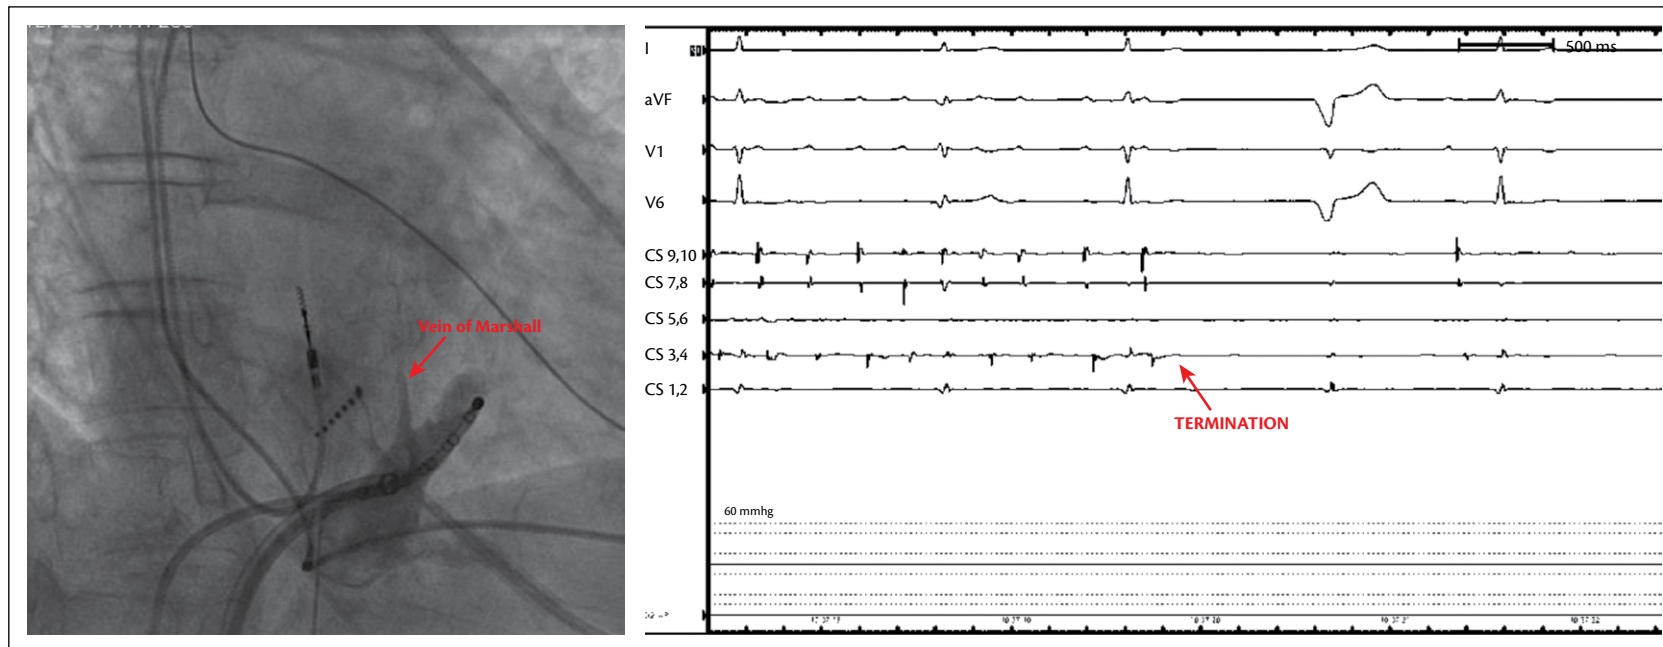 Vein of Marshall
I
500 ms
aVF
V1
V6
CS 9,10
CS 7,8
CS 5,6
CS 3,4
CS 1,2
TERMINATION
60 mmhg